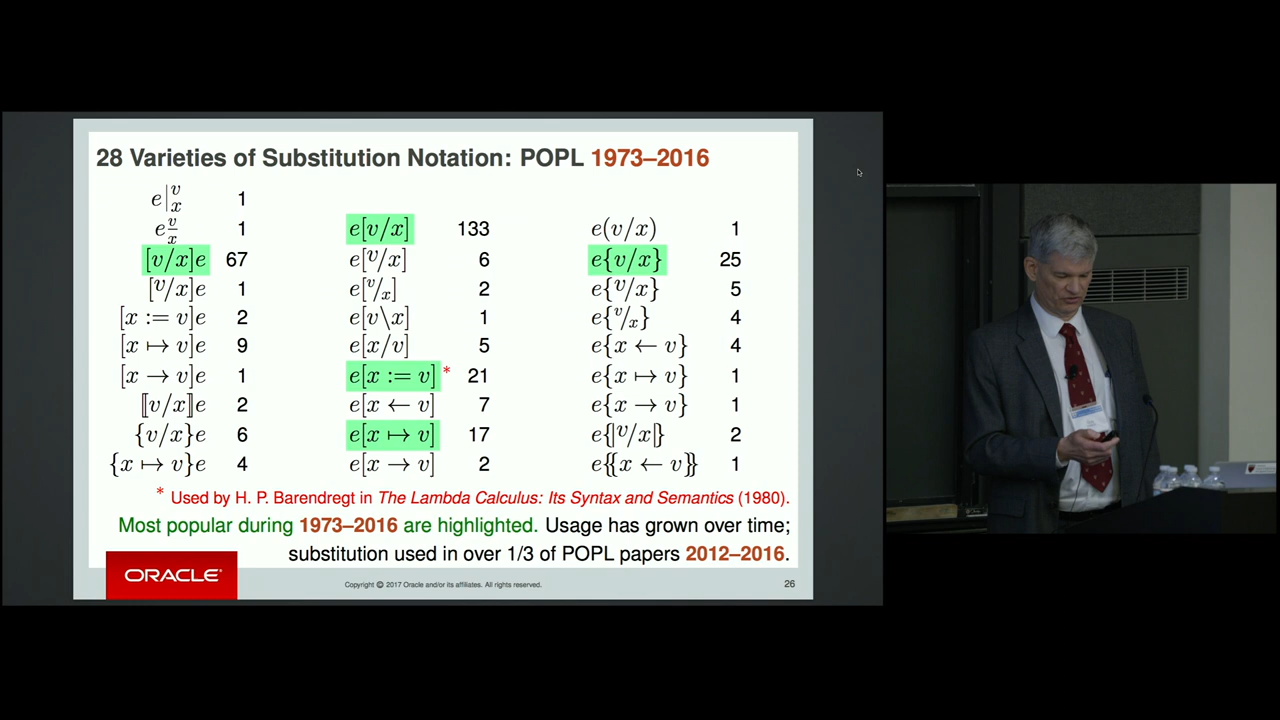 28 Varieties of Substitution Notation: POPL 1973–2016
e|ᵛₓ 1
e v/x 1
[v/x]e 67
[v/x]e 1
[x := v]e 2
[x ↦ v]e 9
[x → v]e 1
⟦v/x⟧e 2
{v/x}e 6
{x ↦ v}e 4
e[v/x] 133
e[v/x] 6
e[v/x] 2
e[v\x] 1
e[x/v] 5
e[x := v] * 21
e[x ← v] 7
e[x ↦ v] 17
e[x → v] 2
e(v/x) 1
e{v/x} 25
e{v/x} 5
e{v/x} 4
e{x ← v} 4
e{x ↦ v} 1
e{x → v} 1
e{|v/x|} 2
e{{x ← v}} 1
* Used by H. P. Barendregt in The Lambda Calculus: Its Syntax and Semantics (1980).
Most popular during 1973–2016 are highlighted. Usage has grown over time;
substitution used in over 1/3 of POPL papers 2012–2016.
ORACLE
Copyright © 2017 Oracle and/or its affiliates. All rights reserved.
26